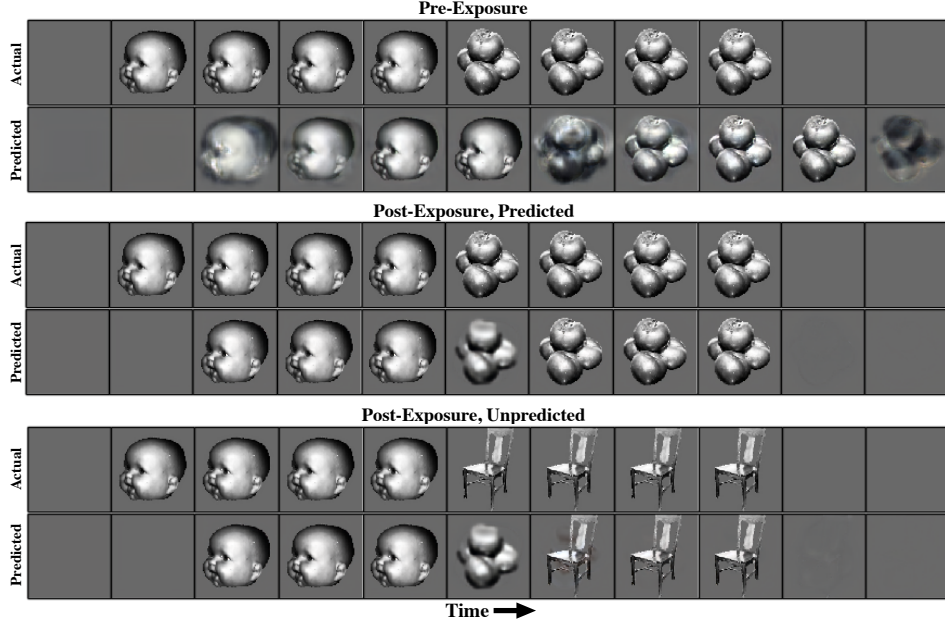 Pre-Exposure
Actual
Predicted
Post-Exposure, Predicted
Actual
Predicted
Post-Exposure, Unpredicted
Actual
Predicted
Time